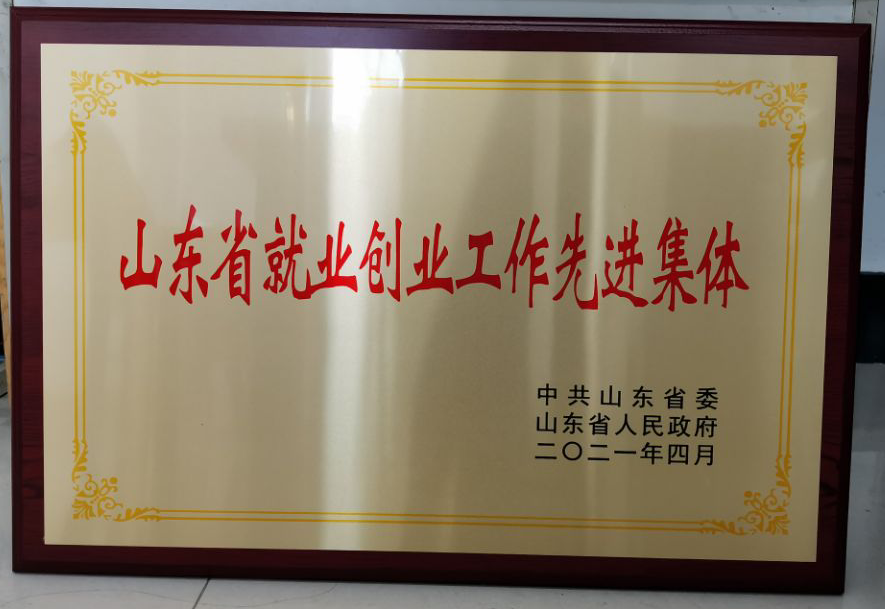 山东省就业创业工作先进集体
中共山东省委
山东省人民政府
二〇二一年四月